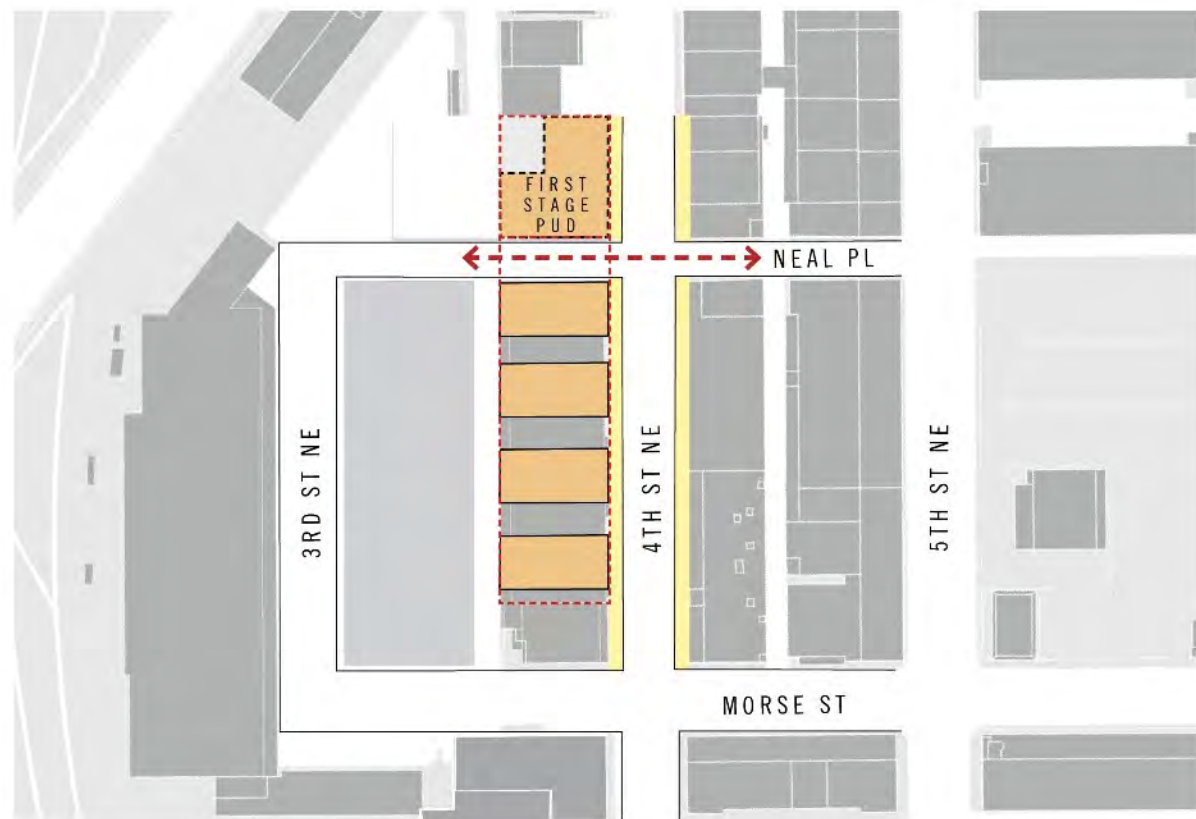 FIRST
STAGE
PUD
NEAL PL
3RD ST NE
4TH ST NE
5TH ST NE
MORSE ST